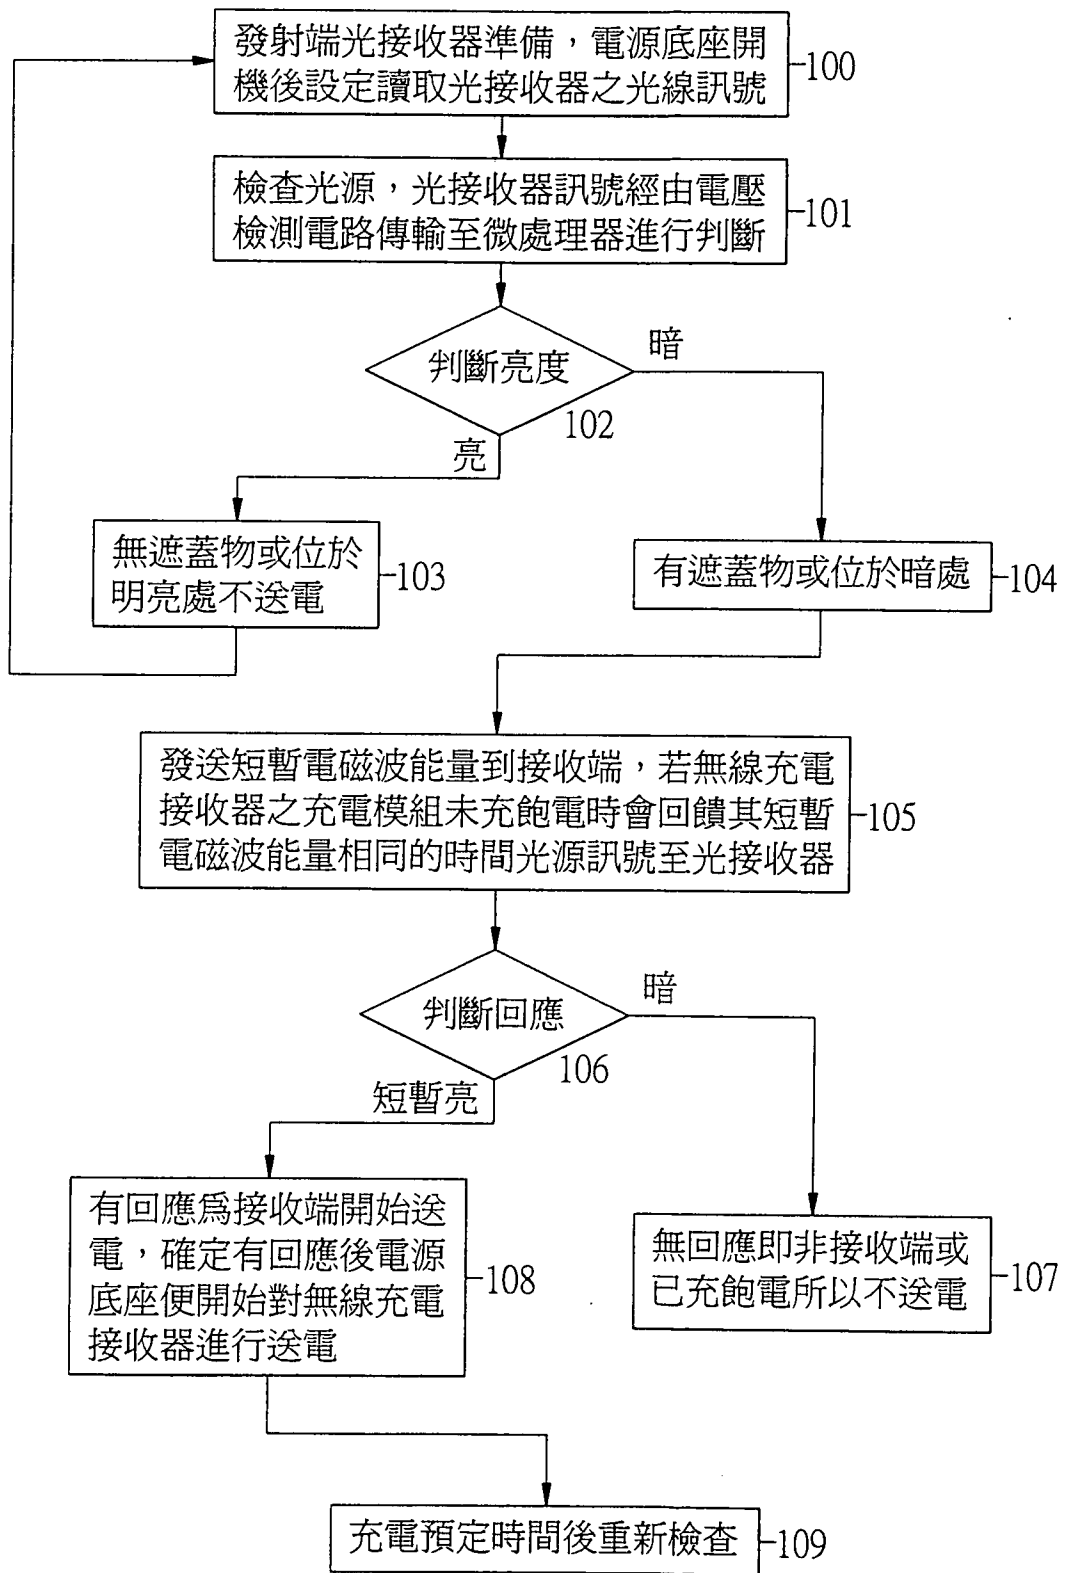 發射端光接收器準備，電源底座開
機後設定讀取光接收器之光線訊號
100
檢查光源，光接收器訊號經由電壓
檢測電路傳輸至微處理器進行判斷
101
判斷亮度
102
暗
亮
無遮蓋物或位於
明亮處不送電
103
有遮蓋物或位於暗處
104
發送短暫電磁波能量到接收端，若無線充電
接收器之充電模組未充飽電時會回饋其短暫
電磁波能量相同的時間光源訊號至光接收器
105
判斷回應
106
暗
短暫亮
有回應爲接收端開始送
電，確定有回應後電源
底座便開始對無線充電
接收器進行送電
108
無回應即非接收端或
已充飽電所以不送電
107
充電預定時間後重新檢查
109